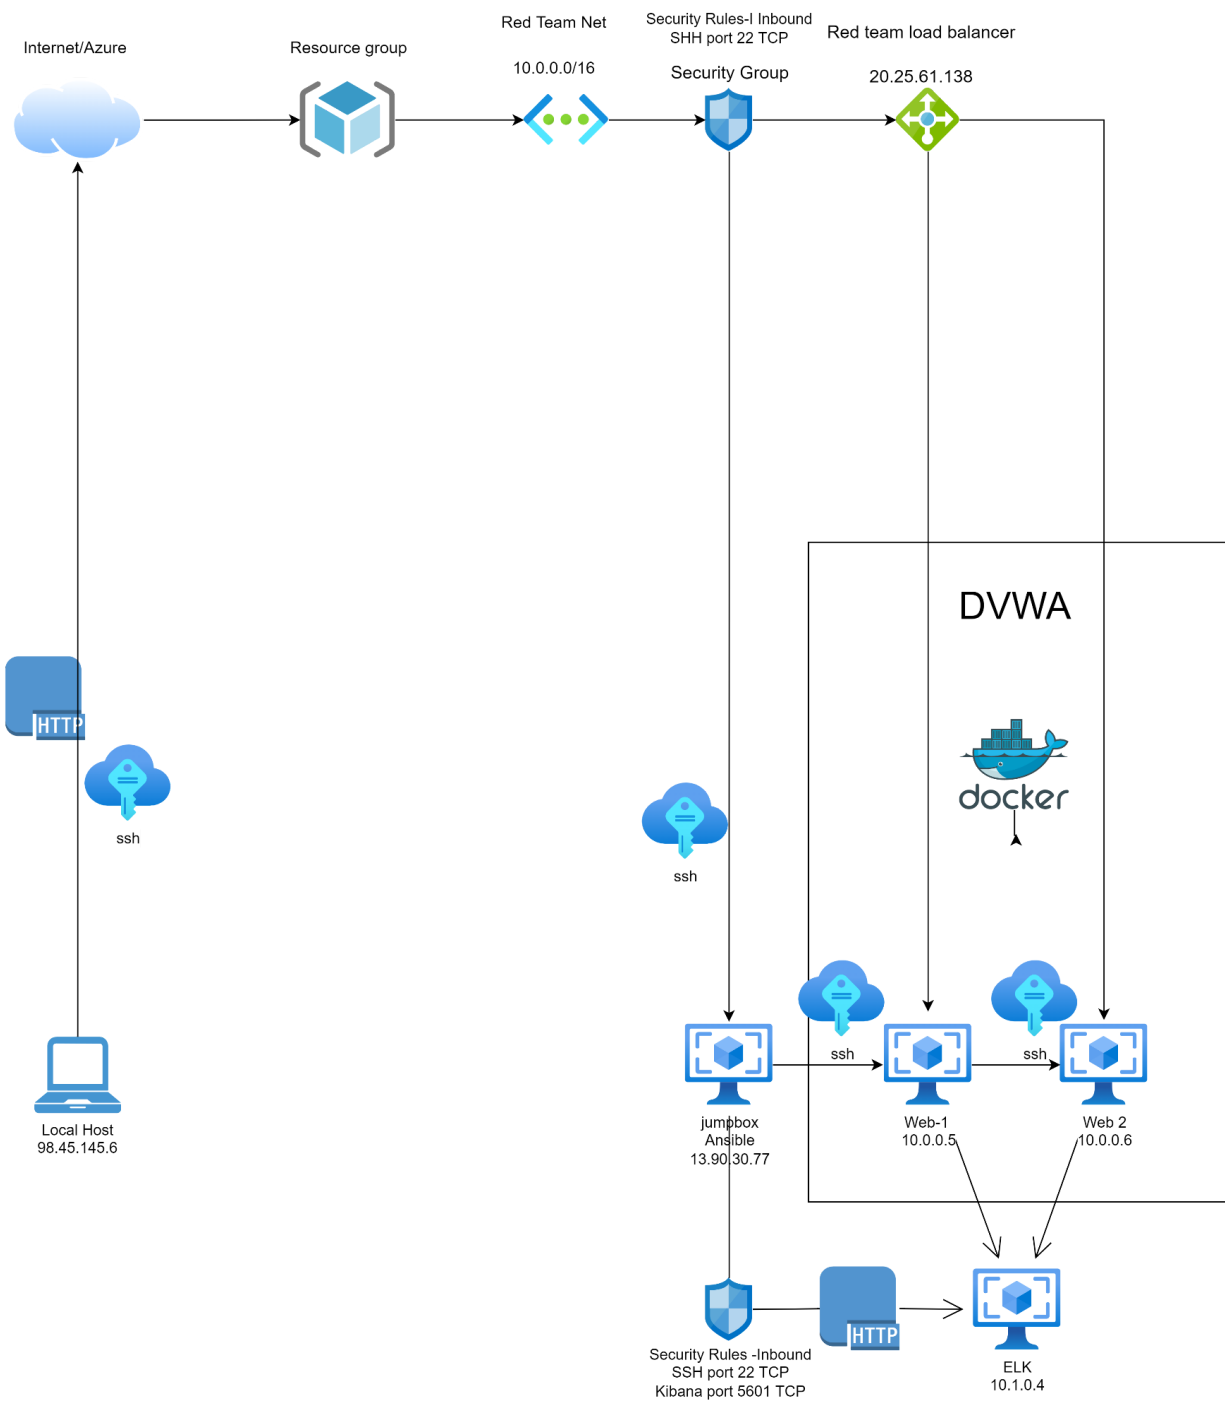 Internet/Azure
Resource group
Red Team Net
10.0.0.0/16
Security Rules-I Inbound
SHH port 22 TCP
Security Group
Red team load balancer
20.25.61.138
DVWA
HTTP
ssh
docker
ssh
ssh
ssh
Local Host
98.45.145.6
jumpbox
Ansible
13.90.30.77
Web-1
10.0.0.5
Web 2
10.0.0.6
HTTP
Security Rules -Inbound
SSH port 22 TCP
Kibana port 5601 TCP
ELK
10.1.0.4